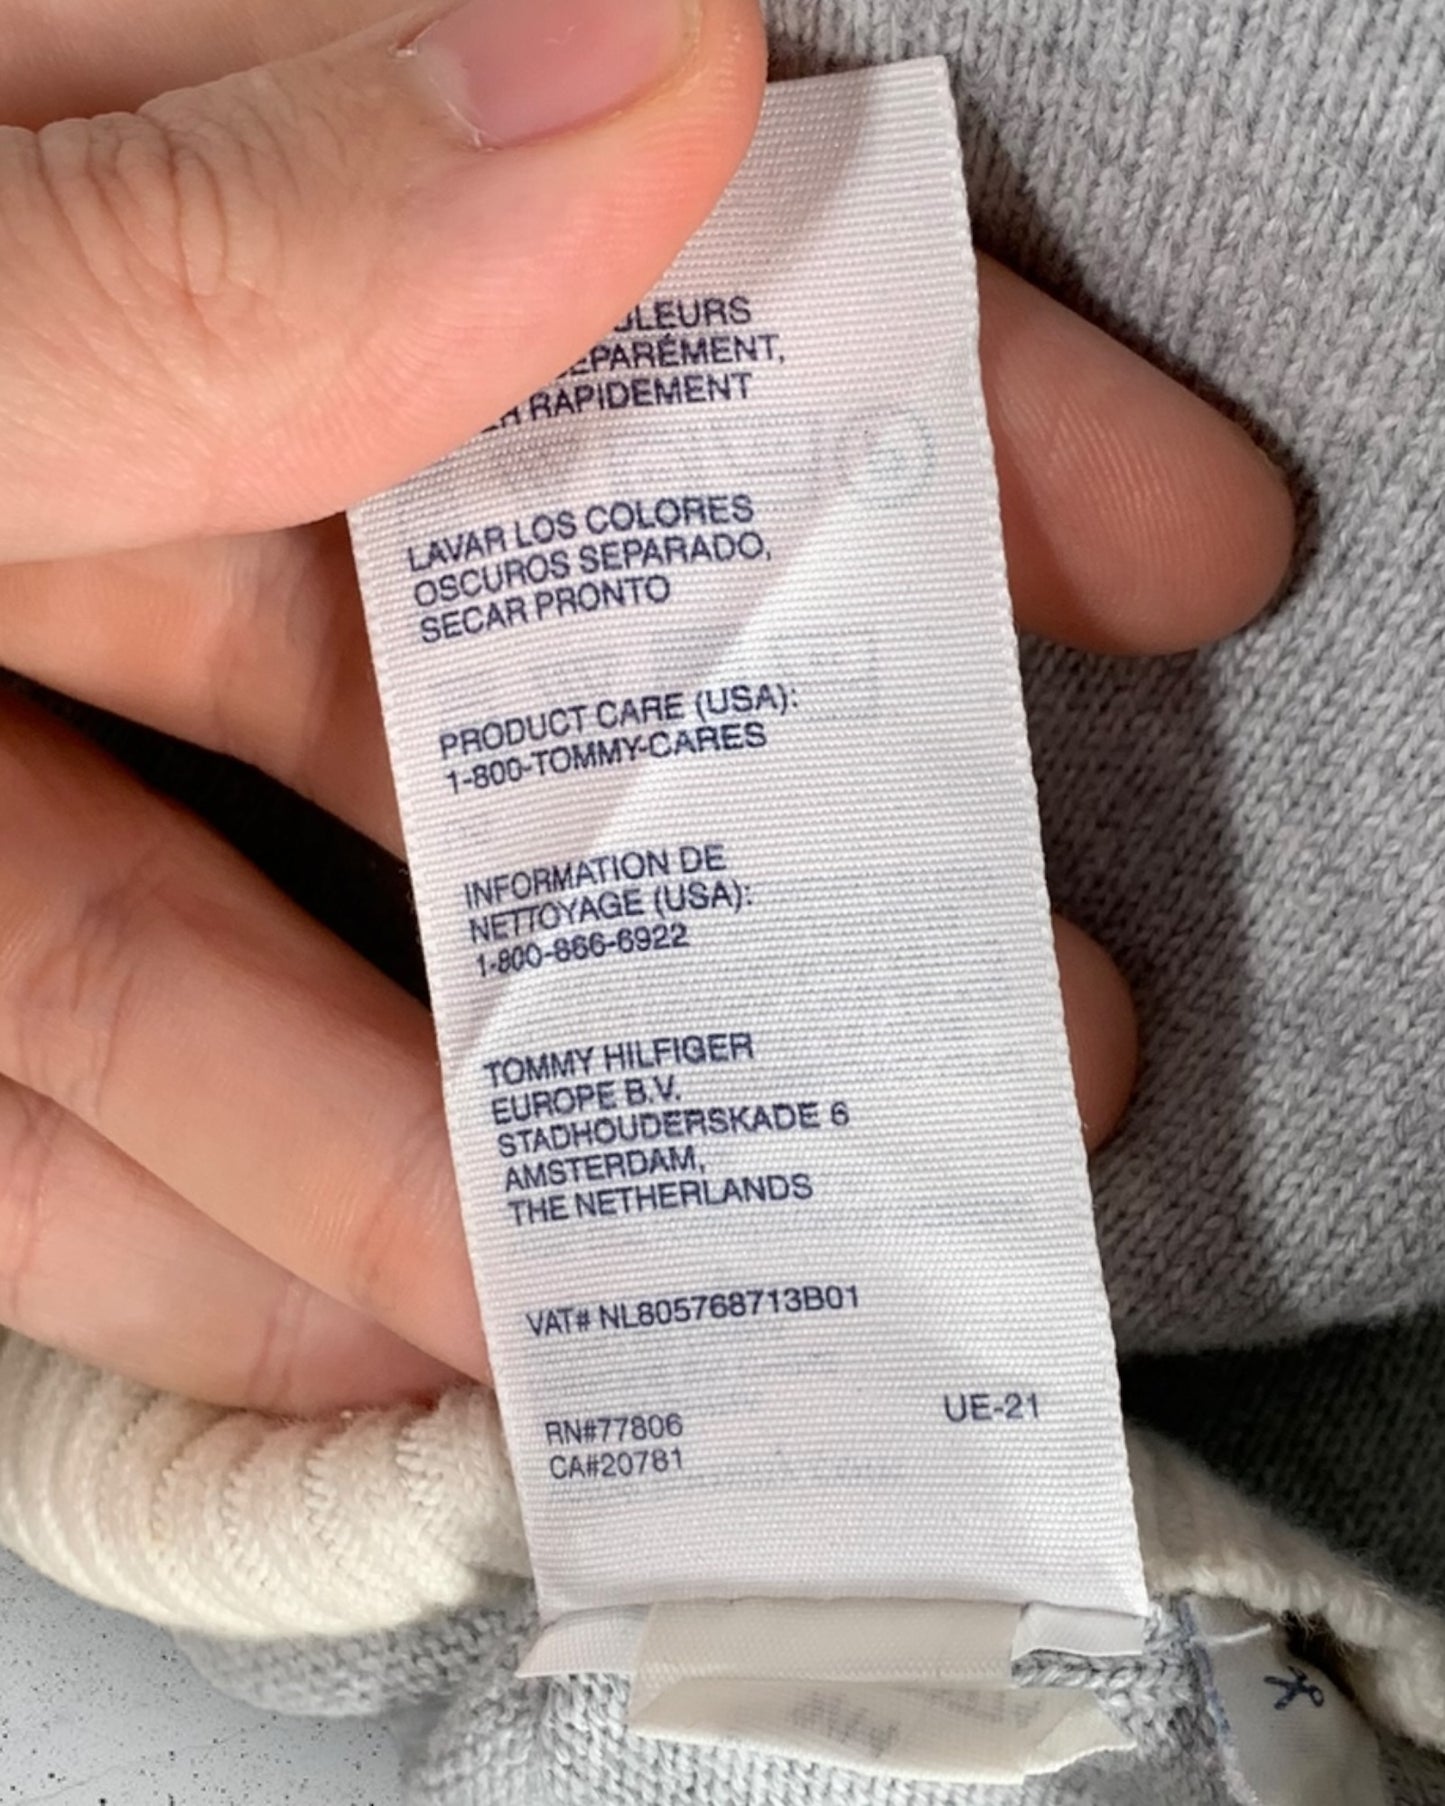 RAPIDEMENT
LAVAR LOS COLORES
OSCUROS SEPARADO,
SECAR PRONTO
PRODUCT CARE (USA):
1-800-TOMMY-CARES
INFORMATION DE
NETTOYAGE (USA):
1-800-866-6922
TOMMY HILFIGER
EUROPE B.V.
STADHOUDERSKADE 6
AMSTERDAM,
THE NETHERLANDS
VAT# NL805768713B01
RN#77806
CA#20781
UE-21